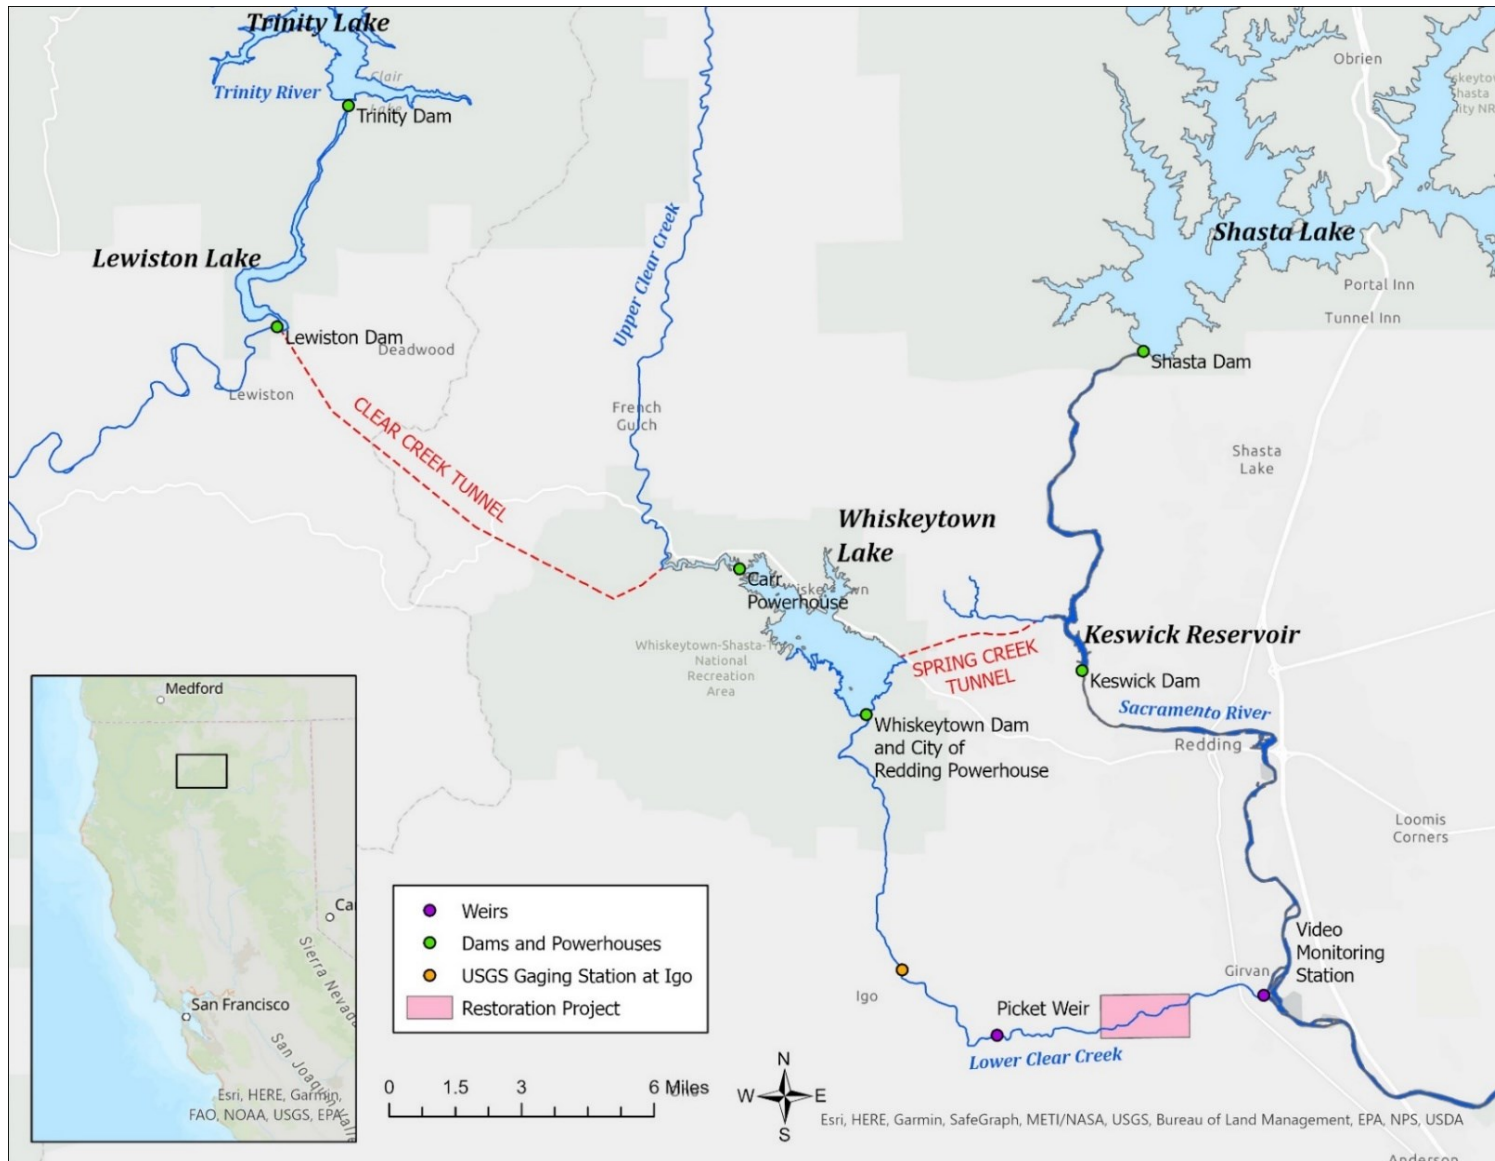 Trinity Lake
Clair
Lake
Trinity River
Trinity Dam
Obrien
Lewiston Lake
Upper Clear Creek
Shasta Lake
Portal Inn
Tunnel Inn
Lewiston Dam
Deadwood
Shasta Dam
Lewiston
French
Gulch
CLEAR CREEK TUNNEL
Shasta
Lake
Whiskeytown
Lake
Carr
Powerhouse
Keswick Reservoir
SPRING CREEK
TUNNEL
Keswick Dam
Whiskeytown-Shasta-
National
Recreation
Area
Sacramento River
Redding
Whiskeytown Dam
and City of
Redding Powerhouse
Loomis
Corners
Medford
San Francisco
Sierra Nevada
San Joaquin Valley
Esri, HERE, Garmin,
FAO, NOAA, USGS, EPA
Weirs
Dams and Powerhouses
USGS Gaging Station at Igo
Restoration Project
Video
Monitoring
Station
Girvan
Igo
Picket Weir
Lower Clear Creek
0 1.5 3 6 Miles
N
W E
S
Esri, HERE, Garmin, SafeGraph, METI/NASA, USGS, Bureau of Land Management, EPA, NPS, USDA
Anderson